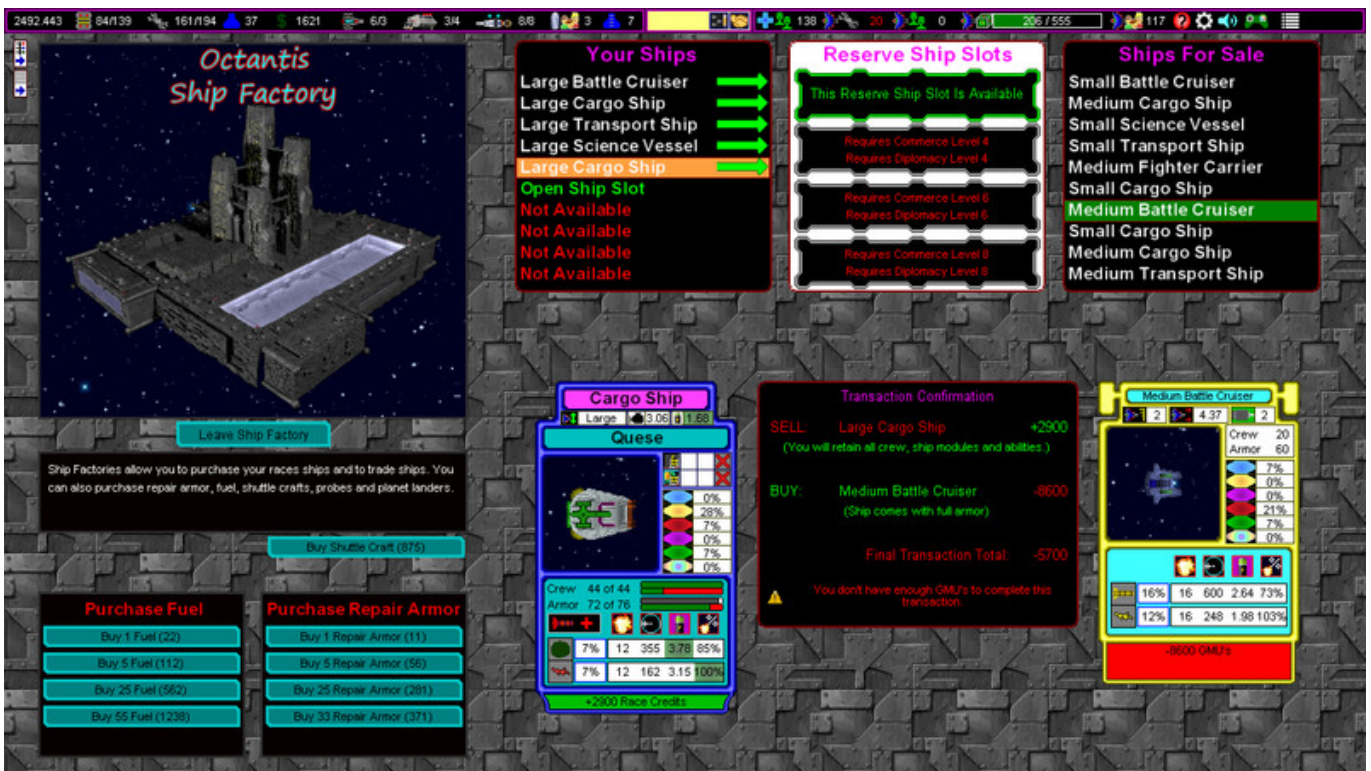 2492.443 84/139 161/194 37 $ 1621 6/3 3/4 8/8 3 7 138 20 0 206 / 555 117
Octantis
Ship Factory
Leave Ship Factory
Ship Factories allow you to purchase your races ships and to trade ships. You
can also purchase repair armor, fuel, shuttle crafts, probes and planet landers.
Buy Shuttle Craft (875)
Purchase Fuel
Buy 1 Fuel (22)
Buy 5 Fuel (112)
Buy 25 Fuel (562)
Buy 55 Fuel (1238)
Purchase Repair Armor
Buy 1 Repair Armor (11)
Buy 5 Repair Armor (56)
Buy 25 Repair Armor (281)
Buy 33 Repair Armor (371)
Your Ships
Large Battle Cruiser
Large Cargo Ship
Large Transport Ship
Large Science Vessel
Large Cargo Ship
Open Ship Slot
Not Available
Not Available
Not Available
Not Available
Reserve Ship Slots
This Reserve Ship Slot Is Available
Requires Commerce Level 4
Requires Diplomacy Level 4
Requires Commerce Level 6
Requires Diplomacy Level 6
Requires Commerce Level 8
Requires Diplomacy Level 8
Ships For Sale
Small Battle Cruiser
Medium Cargo Ship
Small Science Vessel
Small Transport Ship
Medium Fighter Carrier
Small Cargo Ship
Medium Battle Cruiser
Small Cargo Ship
Medium Cargo Ship
Medium Transport Ship
Cargo Ship
Large 3.06 1.68
Quese
0%
28%
7%
0%
7%
0%
Crew 44 of 44
Armor 72 of 76
7% 12 355 3.78 85%
7% 12 162 3.15 100%
+2900 Race Credits
Transaction Confirmation
SELL: Large Cargo Ship +2900
(You will retain all crew, ship modules and abilties.)
BUY: Medium Battle Cruiser -8600
(Ship comes with full armor)
Final Transaction Total: -5700
You don't have enough GMU's to complete this
transaction.
Medium Battle Cruiser
2 4.37 2
Crew 20
Armor 60
7%
0%
0%
21%
7%
0%
16% 16 600 2.64 73%
12% 16 248 1.98 103%
-8600 GMU's